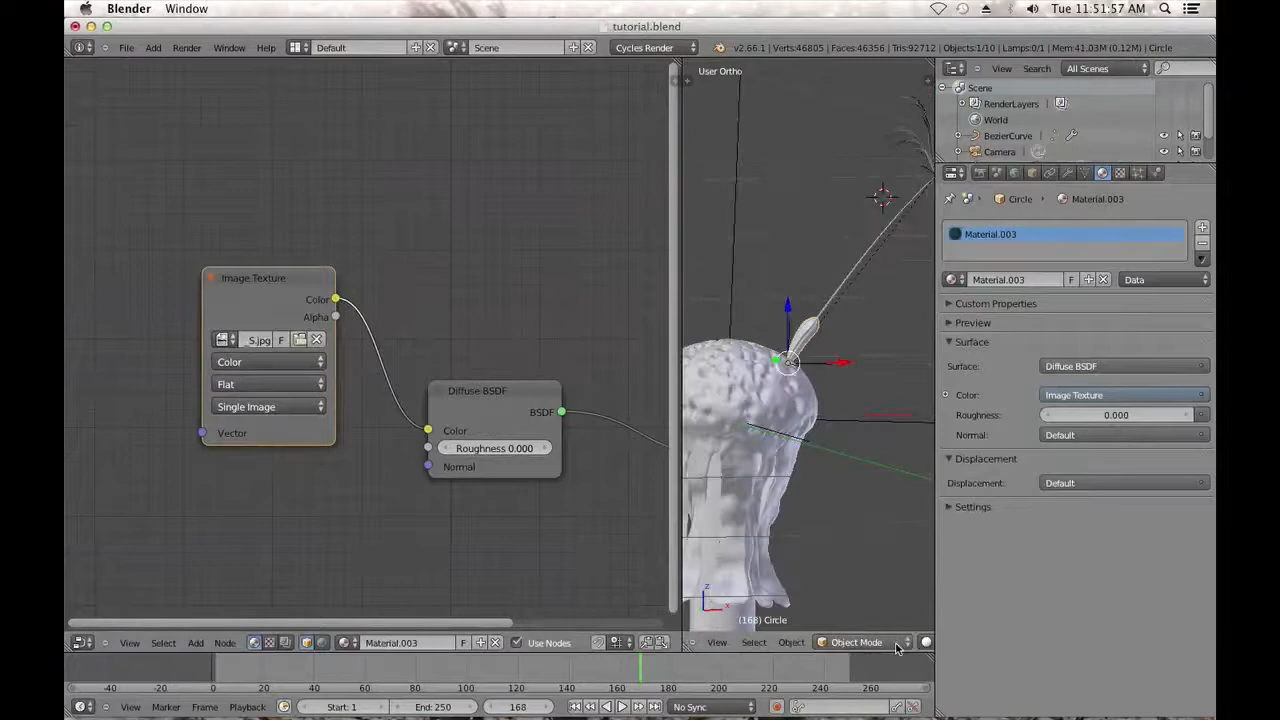 Blender Window Tue 11:51:57 AM
tutorial.blend
File Add Render Window Help Default Scene Cycles Render v2.66.1 | Verts:46805 | Faces:46356 | Tris:92712 | Objects:1/10 | Lamps:0/1 | Mem:41.03M (0.12M) | Circle
View Search All Scenes
User Ortho
Scene
RenderLayers
World
BezierCurve
Camera
Circle Material.003
Material.003
Material.003 F Data
Custom Properties
Preview
Surface
Surface: Diffuse BSDF
Color: Image Texture
Roughness: 0.000
Normal: Default
Displacement
Displacement: Default
Settings
Image Texture
Color
Alpha
_S.jpg F
Color
Flat
Single Image
Vector
Diffuse BSDF
BSDF
Color
Roughness 0.000
Normal
z
x
(168) Circle
View Select Add Node Material.003 F Use Nodes
View Select Object Object Mode
-40 -20 0 20 40 60 80 100 120 140 160 180 200 220 240 260
View Marker Frame Playback Start: 1 End: 250 168 No Sync